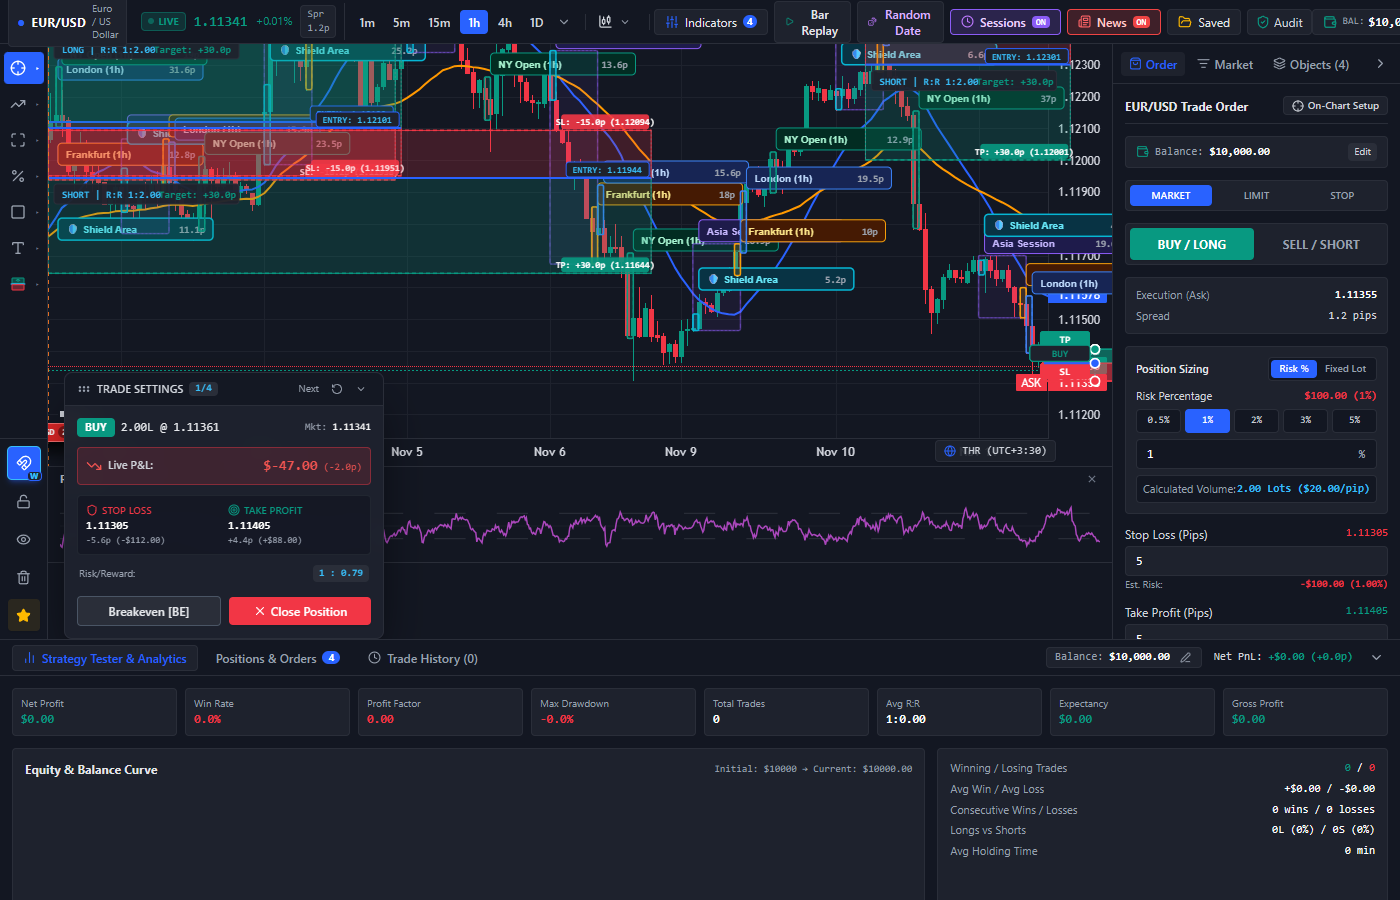 EUR/USD
Euro / US Dollar
LIVE
1.11341
+0.01%
Spr 1.2p
1m
5m
15m
1h
4h
1D
Indicators 4
Bar Replay
Random Date
Sessions ON
News ON
Saved
Audit
BAL:
LONG | R:R 1:2.00
Target: +30.0p
London (1h) 31.6p
Shield Area 25.2p
NY Open (1h) 13.6p
Shield Area 6.6
ENTRY: 1.12301
SHORT | R:R 1:2.00
Target: +30.0p
NY Open (1h) 37p
ENTRY: 1.12101
SL: -15.0p (1.12094)
Frankfurt (1h) 12.8p
NY Open (1h) 23.5p
SL: -15.0p (1.11951)
NY Open (1h) 12.9p
TP: +30.0p (1.12001)
ENTRY: 1.11944
(1h) 15.6p
London (1h) 19.5p
SHORT | R:R 1:2.00
Target: +30.0p
Frankfurt (1h) 18p
Shield Area 11.1p
NY Open (1h)
Frankfurt (1h) 10p
Shield Area
Asia Session 19.
TP: +30.0p (1.11644)
Shield Area 5.2p
London (1h)
1.12300
1.12200
1.12100
1.12000
1.11900
1.11800
1.11700
1.11500
1.11200
TP
BUY
SL
ASK
Nov 5
Nov 6
Nov 9
Nov 10
THR (UTC+3:30)
W
TRADE SETTINGS 1/4
Next
BUY 2.00L @ 1.11361
Mkt: 1.11341
Live P&L: $-47.00 (-2.0p)
STOP LOSS
1.11305
-5.6p (-$112.00)
TAKE PROFIT
1.11405
+4.4p (+$88.00)
Risk/Reward: 1 : 0.79
Breakeven [BE]
Close Position
Order
Market
Objects (4)
EUR/USD Trade Order
On-Chart Setup
Balance: $10,000.00
Edit
MARKET
LIMIT
STOP
BUY / LONG
SELL / SHORT
Execution (Ask) 1.11355
Spread 1.2 pips
Position Sizing
Risk %
Fixed Lot
Risk Percentage $100.00 (1%)
0.5%
1%
2%
3%
5%
1 %
Calculated Volume: 2.00 Lots ($20.00/pip)
Stop Loss (Pips) 1.11305
5
Est. Risk: -$100.00 (1.00%)
Take Profit (Pips) 1.11405
Strategy Tester & Analytics
Positions & Orders 4
Trade History (0)
Balance: $10,000.00
Net PnL: +$0.00 (+0.0p)
Net Profit
$0.00
Win Rate
0.0%
Profit Factor
0.00
Max Drawdown
-0.0%
Total Trades
0
Avg R:R
1:0.00
Expectancy
$0.00
Gross Profit
$0.00
Equity & Balance Curve
Initial: $10000 → Current: $10000.00
Winning / Losing Trades 0 / 0
Avg Win / Avg Loss +$0.00 / -$0.00
Consecutive Wins / Losses 0 wins / 0 losses
Longs vs Shorts 0L (0%) / 0S (0%)
Avg Holding Time 0 min